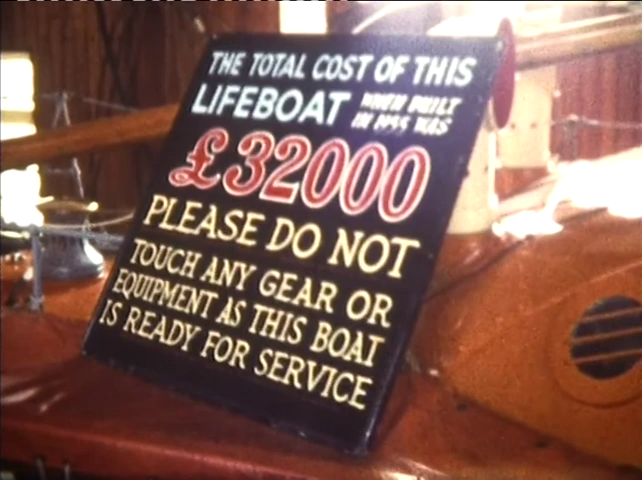 THE TOTAL COST OF THIS
LIFEBOAT WHEN BUILT
IN 1955 WAS
£32000
PLEASE DO NOT
TOUCH ANY GEAR OR
EQUIPMENT AS THIS BOAT
IS READY FOR SERVICE